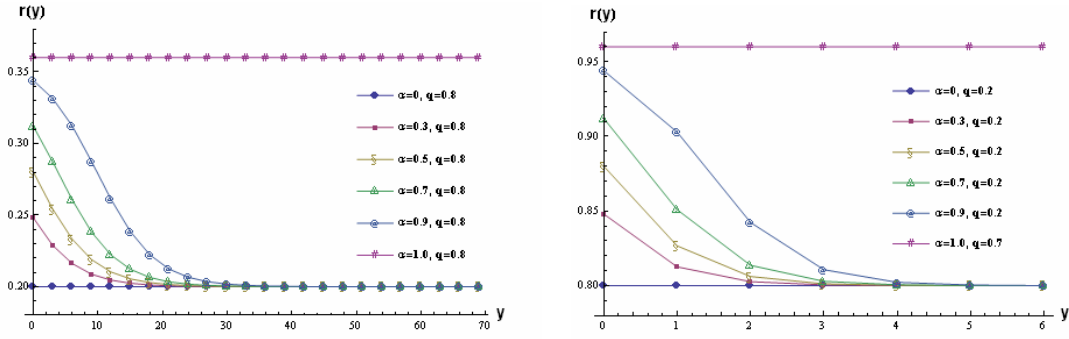 r(y)
0.35
0.30
0.25
0.20
0 10 20 30 40 50 60 70 y
α=0, q=0.8
α=0.3, q=0.8
α=0.5, q=0.8
α=0.7, q=0.8
α=0.9, q=0.8
α=1.0, q=0.8
r(y)
0.95
0.90
0.85
0.80
0 1 2 3 4 5 6 y
α=0, q=0.2
α=0.3, q=0.2
α=0.5, q=0.2
α=0.7, q=0.2
α=0.9, q=0.2
α=1.0, q=0.7